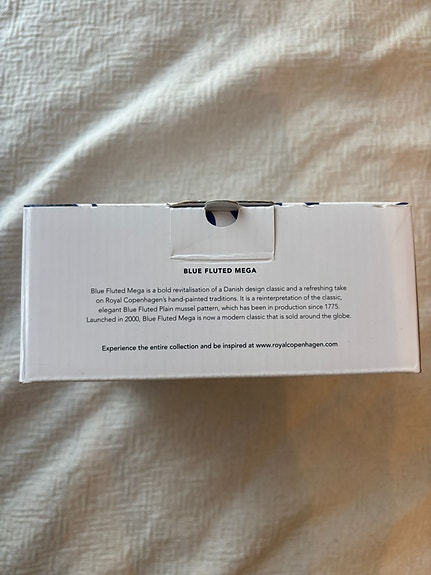 BLUE FLUTED MEGA
Blue Fluted Mega is a bold revitalisation of a Danish design classic and a refreshing take
on Royal Copenhagen's hand-painted traditions. It is a reinterpretation of the classic,
elegant Blue Fluted Plain mussel pattern, which has been in production since 1775.
Launched in 2000, Blue Fluted Mega is now a modern classic that is sold around the globe.
Experience the entire collection and be inspired at www.royalcopenhagen.com